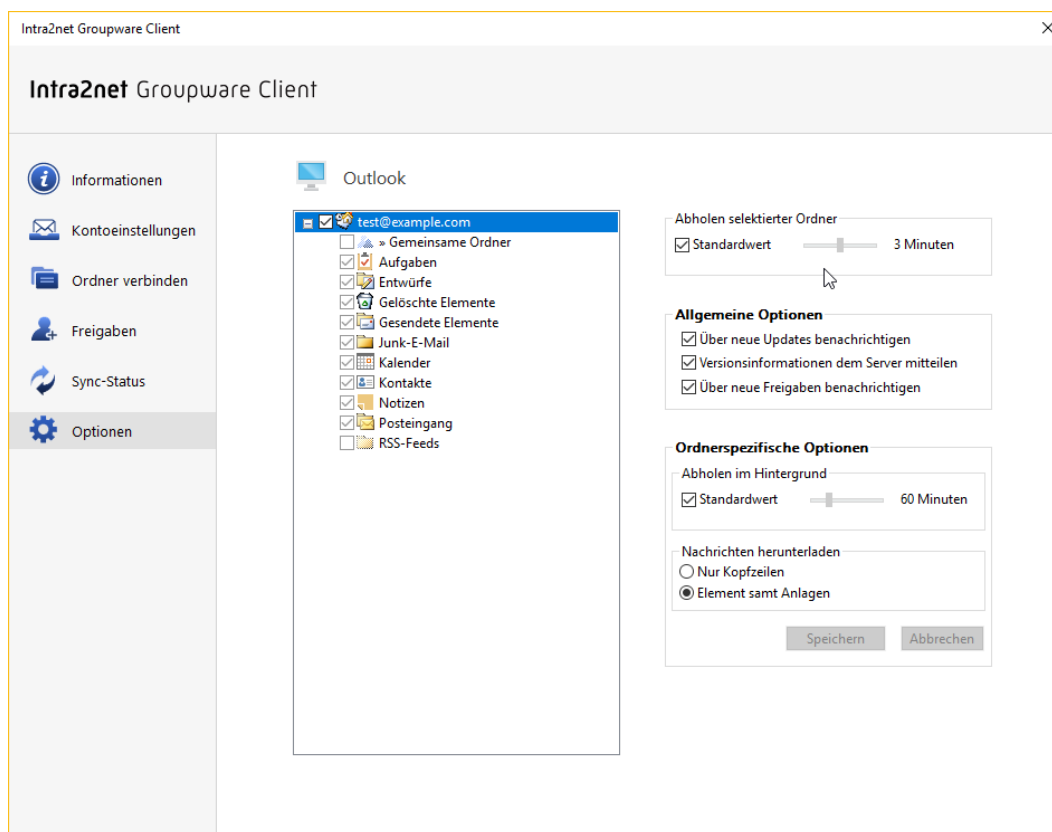 Intra2net Groupware Client
Intra2net Groupware Client
Informationen
Kontoeinstellungen
Ordner verbinden
Freigaben
Sync-Status
Optionen
Outlook
test@example.com
» Gemeinsame Ordner
Aufgaben
Entwürfe
Gelöschte Elemente
Gesendete Elemente
Junk-E-Mail
Kalender
Kontakte
Notizen
Posteingang
RSS-Feeds
Abholen selektierter Ordner
Standardwert 3 Minuten
Allgemeine Optionen
Über neue Updates benachrichtigen
Versionsinformationen dem Server mitteilen
Über neue Freigaben benachrichtigen
Ordnerspezifische Optionen
Abholen im Hintergrund
Standardwert 60 Minuten
Nachrichten herunterladen
Nur Kopfzeilen
Element samt Anlagen
Speichern Abbrechen